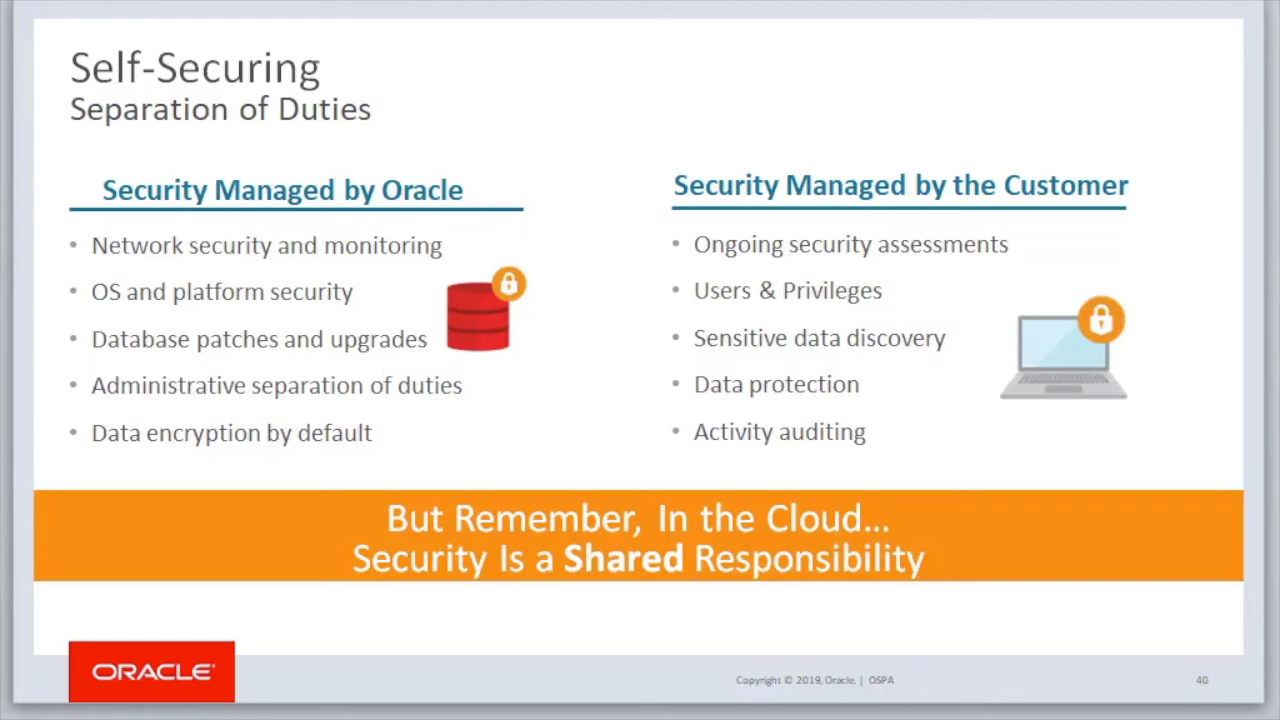 Self-Securing
Separation of Duties
Security Managed by Oracle
• Network security and monitoring
• OS and platform security
• Database patches and upgrades
• Administrative separation of duties
• Data encryption by default
Security Managed by the Customer
• Ongoing security assessments
• Users & Privileges
• Sensitive data discovery
• Data protection
• Activity auditing
But Remember, In the Cloud…
Security Is a Shared Responsibility
ORACLE®
Copyright © 2019, Oracle. | OSPA
40